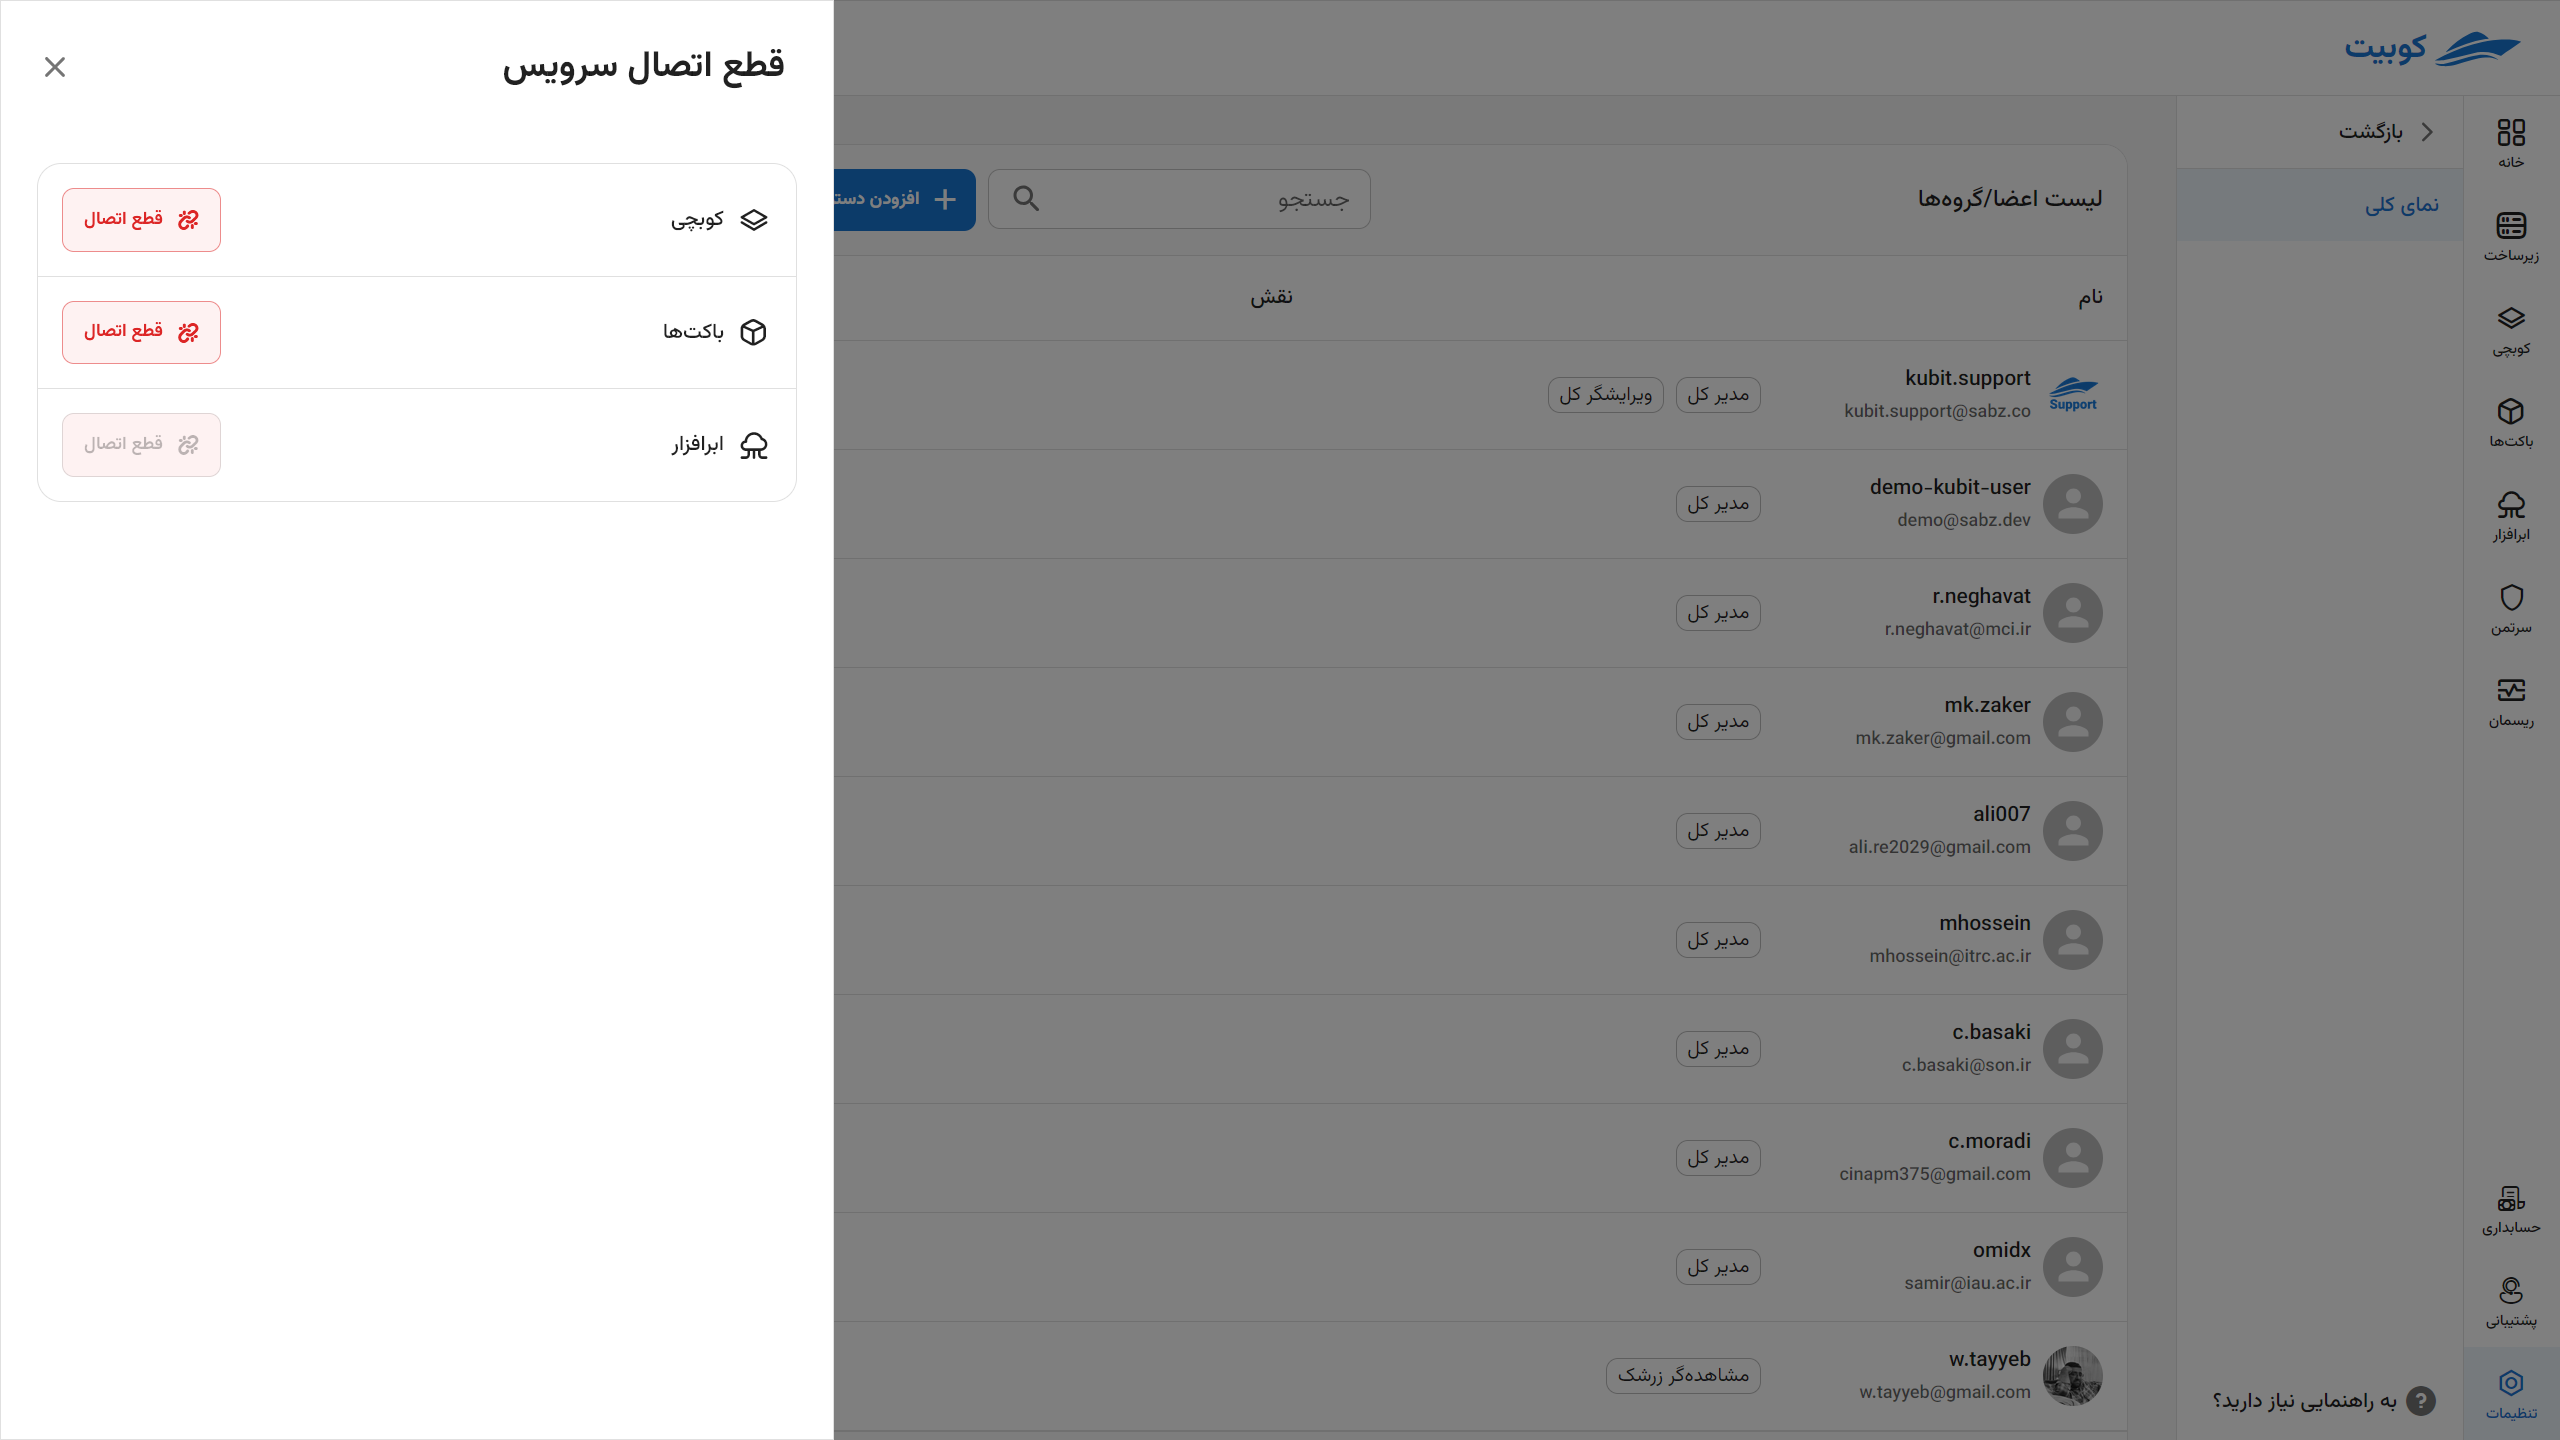 کوبیت
خانه
زیرساخت
کوبچی
باکت‌ها
ابرافزار
سرتمن
ریسمان
حسابداری
پشتیبانی
تنظیمات
بازگشت
نمای کلی
به راهنمایی نیاز دارید؟
لیست اعضا/گروه‌ها
جستجو
افزودن دست
نام
نقش
kubit.support
kubit.support@sabz.co
Support
مدیر کل
ویرایشگر کل
demo-kubit-user
demo@sabz.dev
مدیر کل
r.neghavat
r.neghavat@mci.ir
مدیر کل
mk.zaker
mk.zaker@gmail.com
مدیر کل
ali007
ali.re2029@gmail.com
مدیر کل
mhossein
mhossein@itrc.ac.ir
مدیر کل
c.basaki
c.basaki@son.ir
مدیر کل
c.moradi
cinapm375@gmail.com
مدیر کل
omidx
samir@iau.ac.ir
مدیر کل
w.tayyeb
w.tayyeb@gmail.com
مشاهده‌گر زرشک
قطع اتصال سرویس
کوبچی
قطع اتصال
باکت‌ها
قطع اتصال
ابرافزار
قطع اتصال